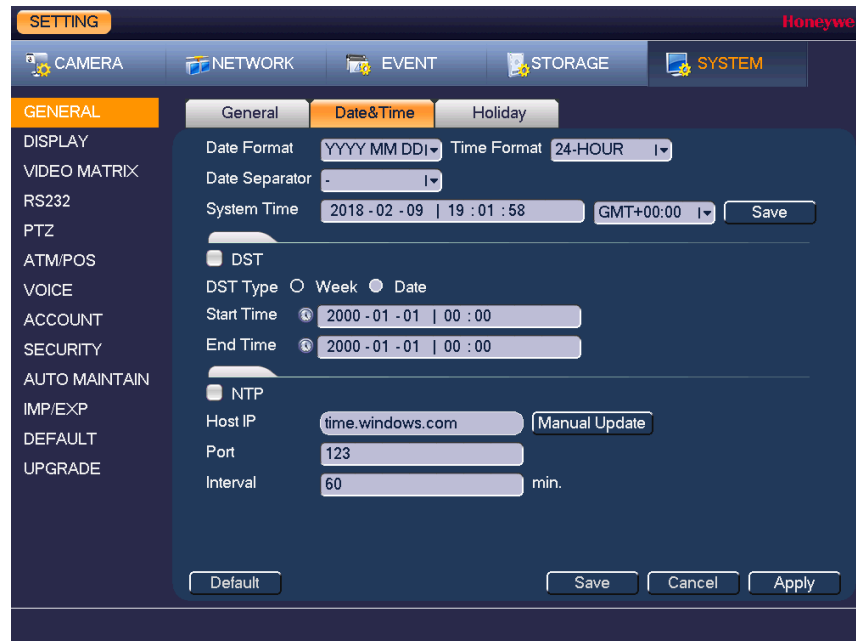 SETTING
Honeywe
CAMERA NETWORK EVENT STORAGE SYSTEM
GENERAL
DISPLAY
VIDEO MATRIX
RS232
PTZ
ATM/POS
VOICE
ACCOUNT
SECURITY
AUTO MAINTAIN
IMP/EXP
DEFAULT
UPGRADE
General Date&Time Holiday
Date Format YYYY MM DD Time Format 24-HOUR
Date Separator -
System Time 2018 - 02 - 09 | 19 : 01 : 58 GMT+00:00 Save
DST
DST Type Week Date
Start Time 2000 - 01 - 01 | 00 : 00
End Time 2000 - 01 - 01 | 00 : 00
NTP
Host IP time.windows.com Manual Update
Port 123
Interval 60 min.
Default Save Cancel Apply